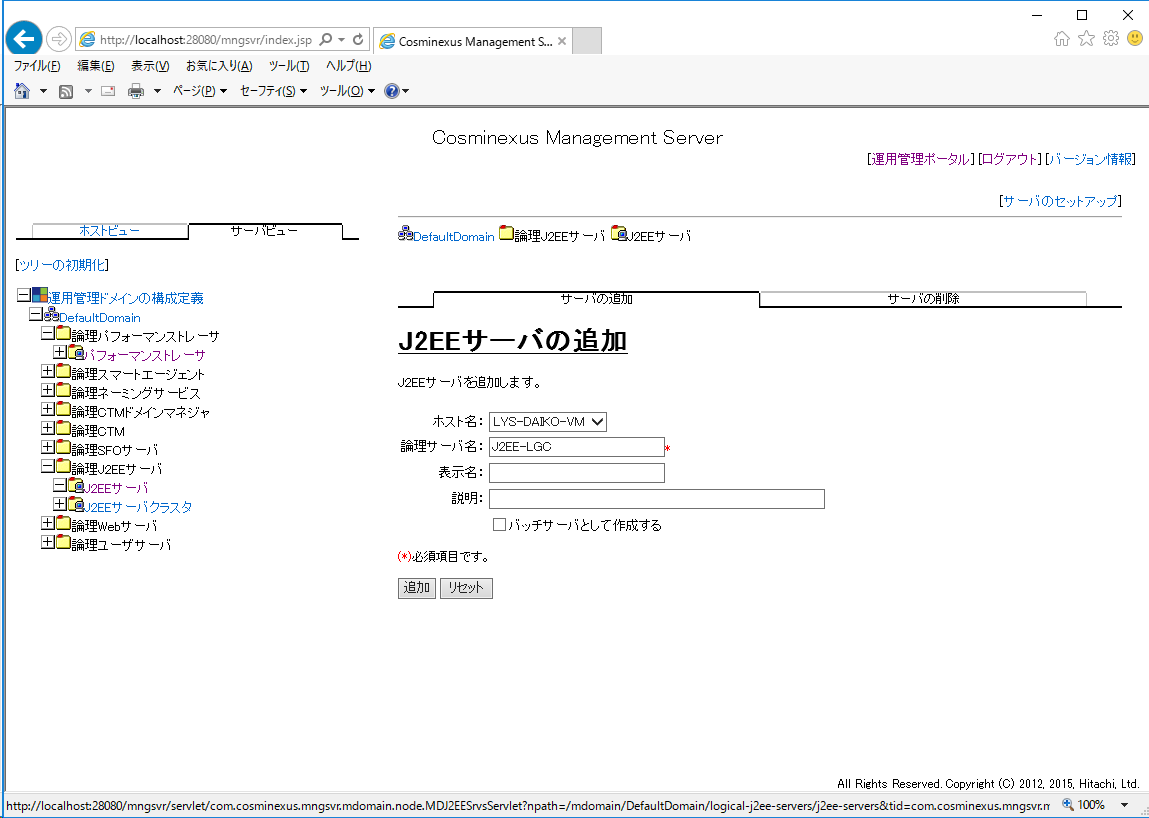 http://localhost:28080/mngsvr/index.jsp
Cosminexus Management S...
ファイル(F) 編集(E) 表示(V) お気に入り(A) ツール(T) ヘルプ(H)
ページ(P) セーフティ(S) ツール(O)
Cosminexus Management Server
[運用管理ポータル][ログアウト][バージョン情報]
[サーバのセットアップ]
ホストビュー サーバビュー
DefaultDomain 論理J2EEサーバ J2EEサーバ
[ツリーの初期化]
運用管理ドメインの構成定義
DefaultDomain
論理パフォーマンストレーサ
パフォーマンストレーサ
論理スマートエージェント
論理ネーミングサービス
論理CTMドメインマネジャ
論理CTM
論理SFOサーバ
論理J2EEサーバ
J2EEサーバ
J2EEサーバクラスタ
論理Webサーバ
論理ユーザサーバ
サーバの追加 サーバの削除
J2EEサーバの追加
J2EEサーバを追加します。
ホスト名: LYS-DAIKO-VM
論理サーバ名: J2EE-LGC *
表示名:
説明:
バッチサーバとして作成する
(*)必須項目です。
追加 リセット
All Rights Reserved. Copyright (C) 2012, 2015, Hitachi, Ltd.
http://localhost:28080/mngsvr/servlet/com.cosminexus.mngsvr.mdomain.node.MDJ2EESrvsServlet?npath=/mdomain/DefaultDomain/logical-j2ee-servers/j2ee-servers&tid=com.cosminexus.mngsvr.m 100%